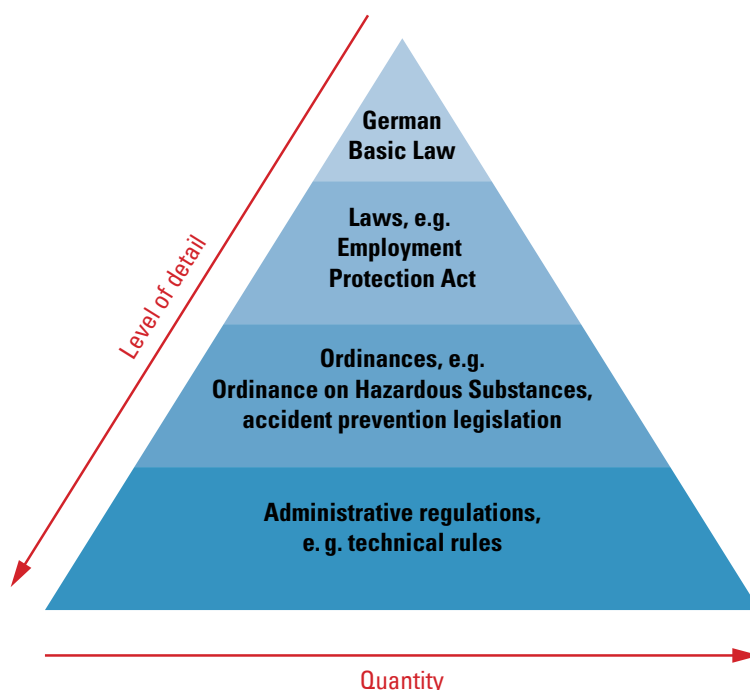 German
Basic Law
Laws, e.g.
Employment
Protection Act
Level of detail
Ordinances, e.g.
Ordinance on Hazardous Substances,
accident prevention legislation
Administrative regulations,
e. g. technical rules
Quantity